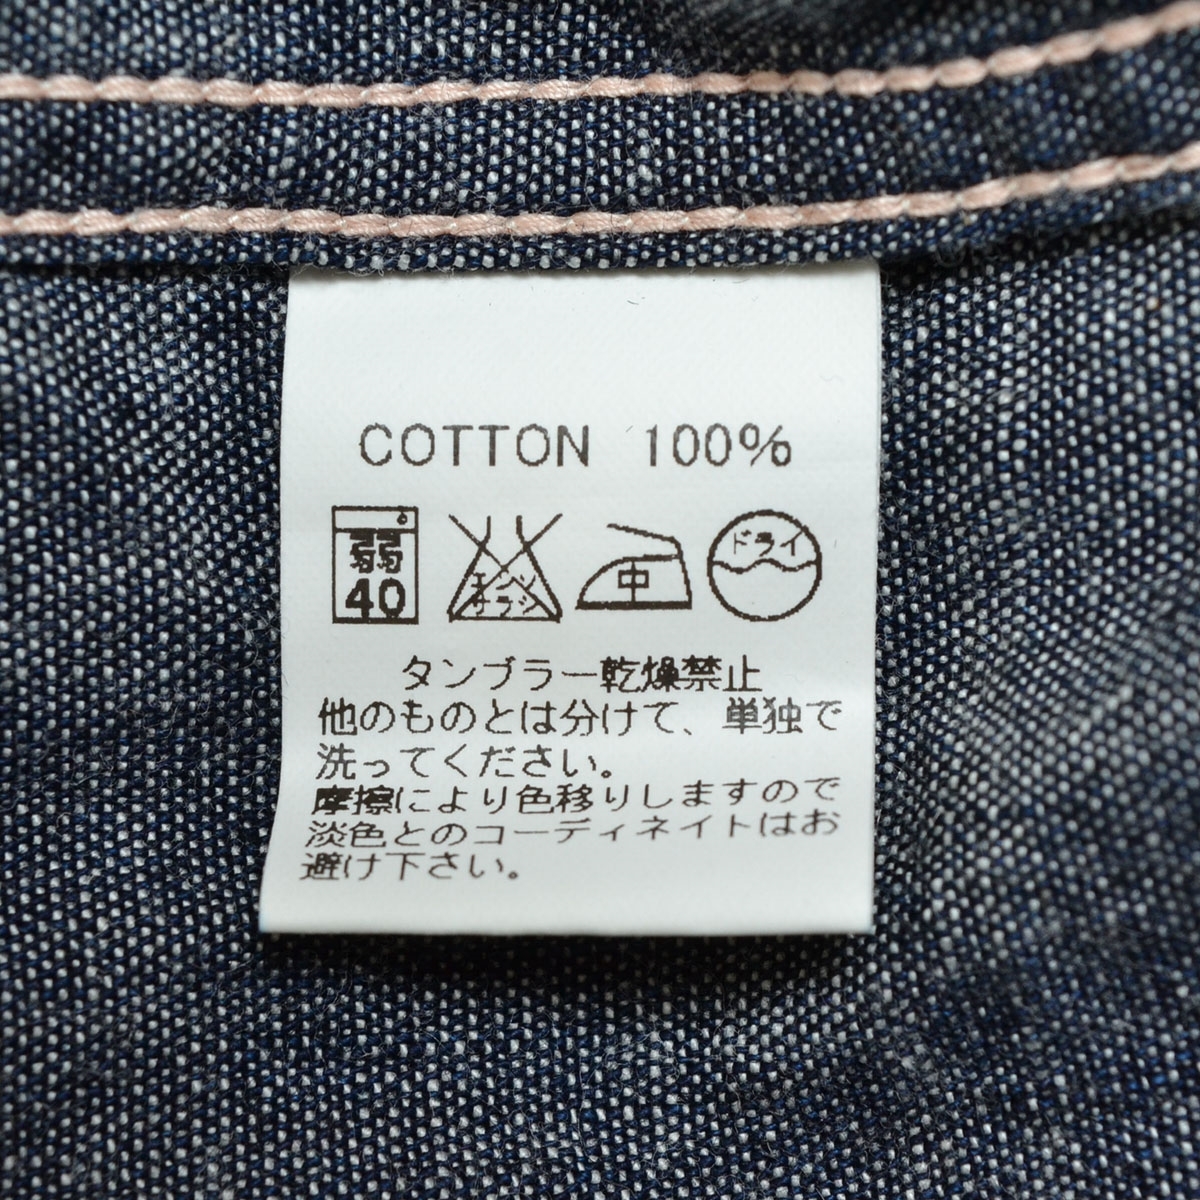 COTTON 100%
弱 エンソ 中 ドライ
40 サラシ
タンブラー乾燥禁止
他のものとは分けて、単独で
洗ってください。
摩擦により色移りしますので
淡色とのコーディネイトはお
避け下さい。